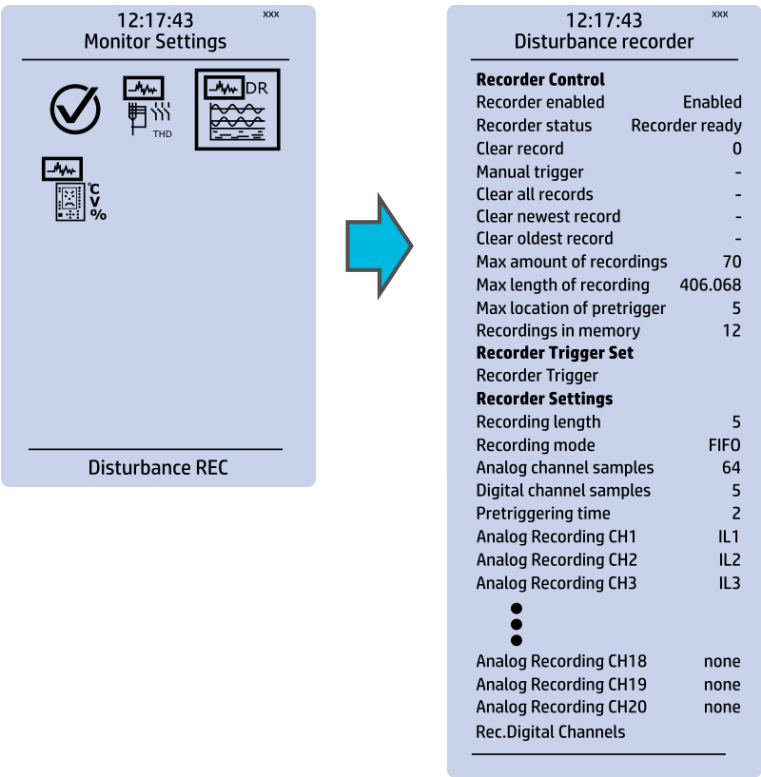 12:17:43 xxx
Monitor Settings
DR
THD
°C
V
%
Disturbance REC
12:17:43 xxx
Disturbance recorder
Recorder Control
Recorder enabled Enabled
Recorder status Recorder ready
Clear record 0
Manual trigger -
Clear all records -
Clear newest record -
Clear oldest record -
Max amount of recordings 70
Max length of recording 406.068
Max location of pretrigger 5
Recordings in memory 12
Recorder Trigger Set
Recorder Trigger
Recorder Settings
Recording length 5
Recording mode FIFO
Analog channel samples 64
Digital channel samples 5
Pretriggering time 2
Analog Recording CH1 IL1
Analog Recording CH2 IL2
Analog Recording CH3 IL3
Analog Recording CH18 none
Analog Recording CH19 none
Analog Recording CH20 none
Rec.Digital Channels